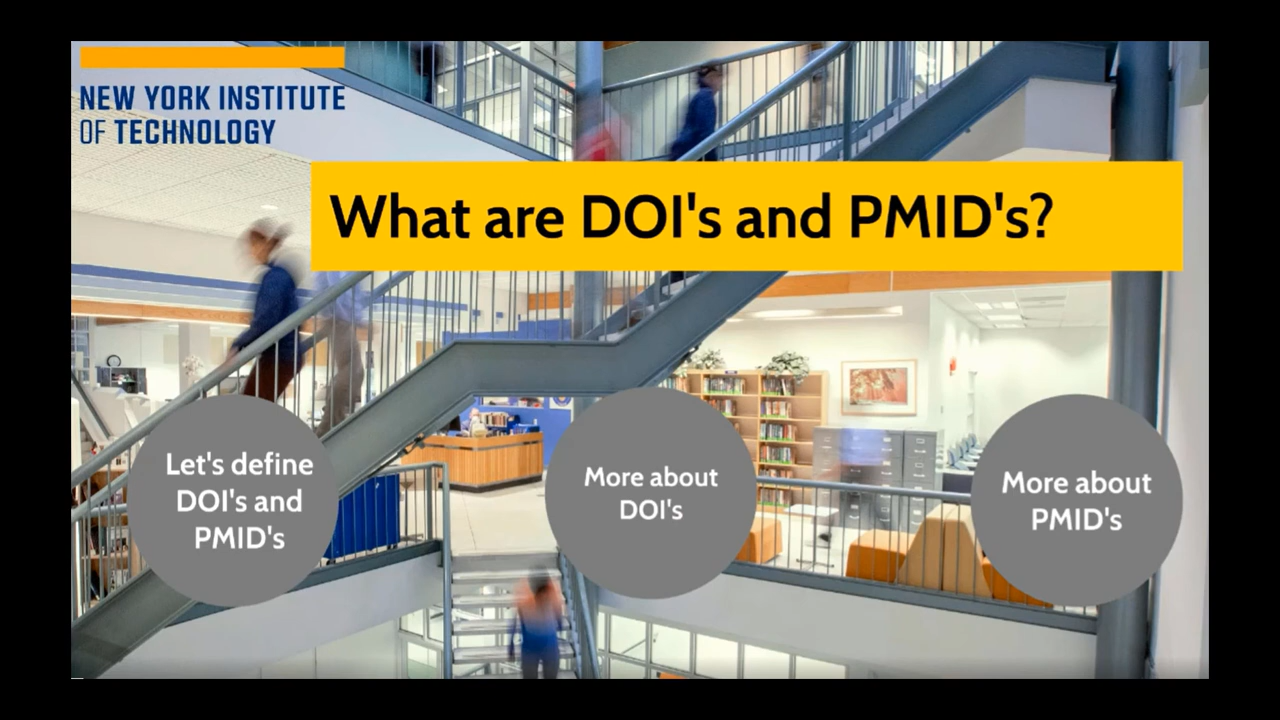 NEW YORK INSTITUTE
OF TECHNOLOGY
What are DOI's and PMID's?
Let's define
DOI's and
PMID's
More about
DOI's
More about
PMID's